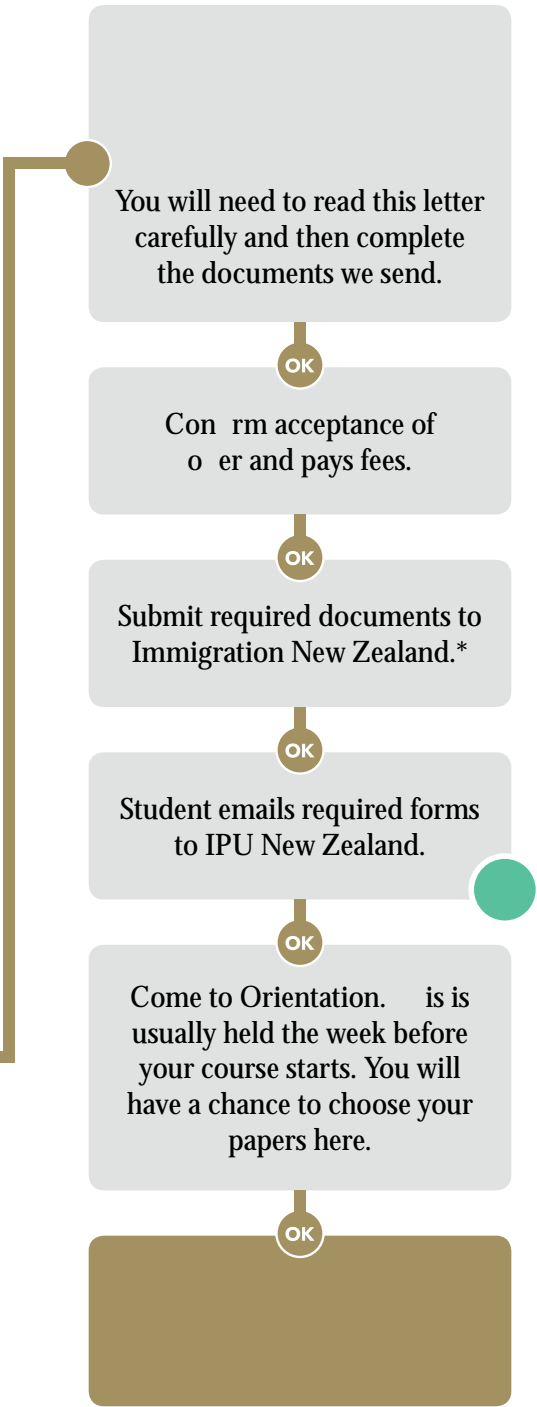 You will need to read this letter
carefully and then complete
the documents we send.
OK
Con rm acceptance of
o er and pays fees.
OK
Submit required documents to
Immigration New Zealand.*
OK
Student emails required forms
to IPU New Zealand.
OK
Come to Orientation. is is
usually held the week before
your course starts. You will
have a chance to choose your
papers here.
OK